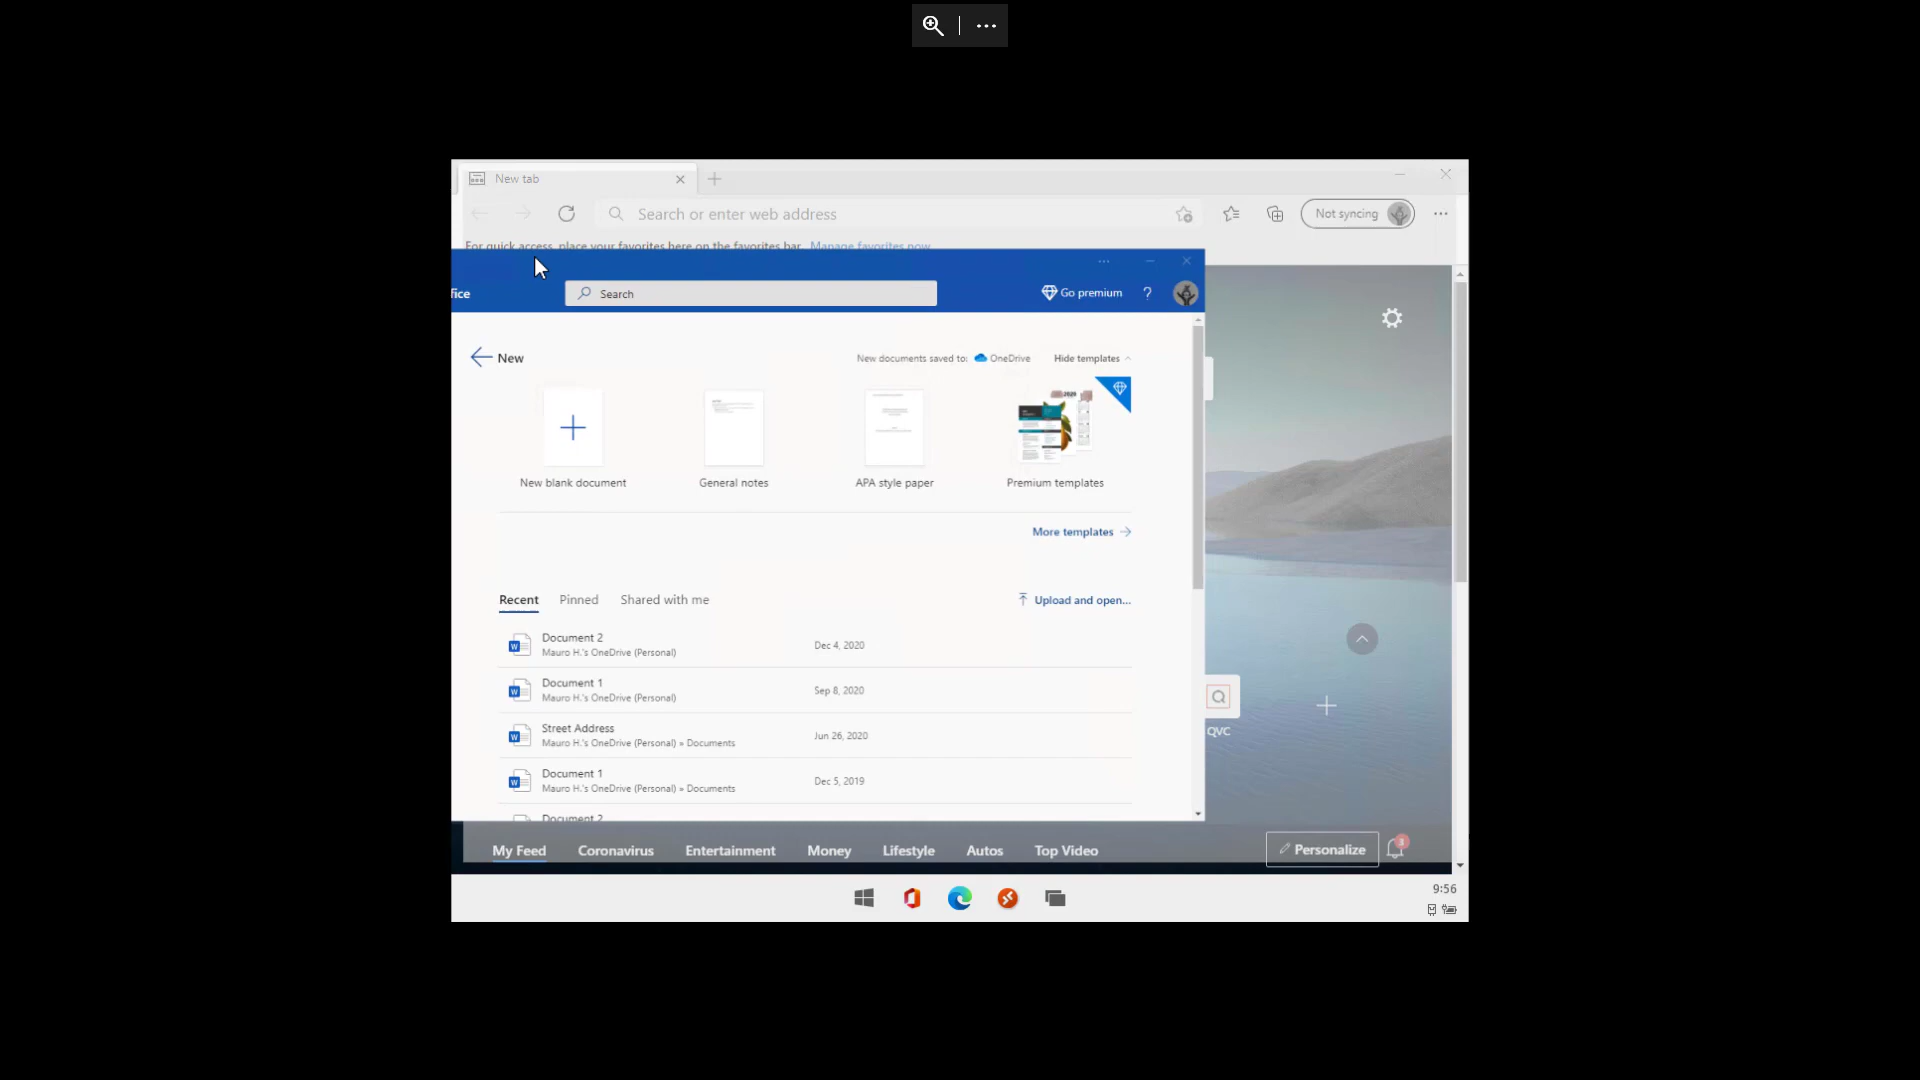 New tab
Search or enter web address
Not syncing
For quick access, place your favorites here on the favorites bar. Manage favorites now
fice
Search
Go premium
?
New
New documents saved to: OneDrive
Hide templates
2020
New blank document
General notes
APA style paper
Premium templates
More templates
Recent
Pinned
Shared with me
Upload and open...
Document 2
Mauro H.'s OneDrive (Personal)
Dec 4, 2020
Document 1
Mauro H.'s OneDrive (Personal)
Sep 8, 2020
Street Address
Mauro H.'s OneDrive (Personal) » Documents
Jun 26, 2020
Document 1
Mauro H.'s OneDrive (Personal) » Documents
Dec 5, 2019
Document 2
QVC
My Feed
Coronavirus
Entertainment
Money
Lifestyle
Autos
Top Video
Personalize
3
9:56